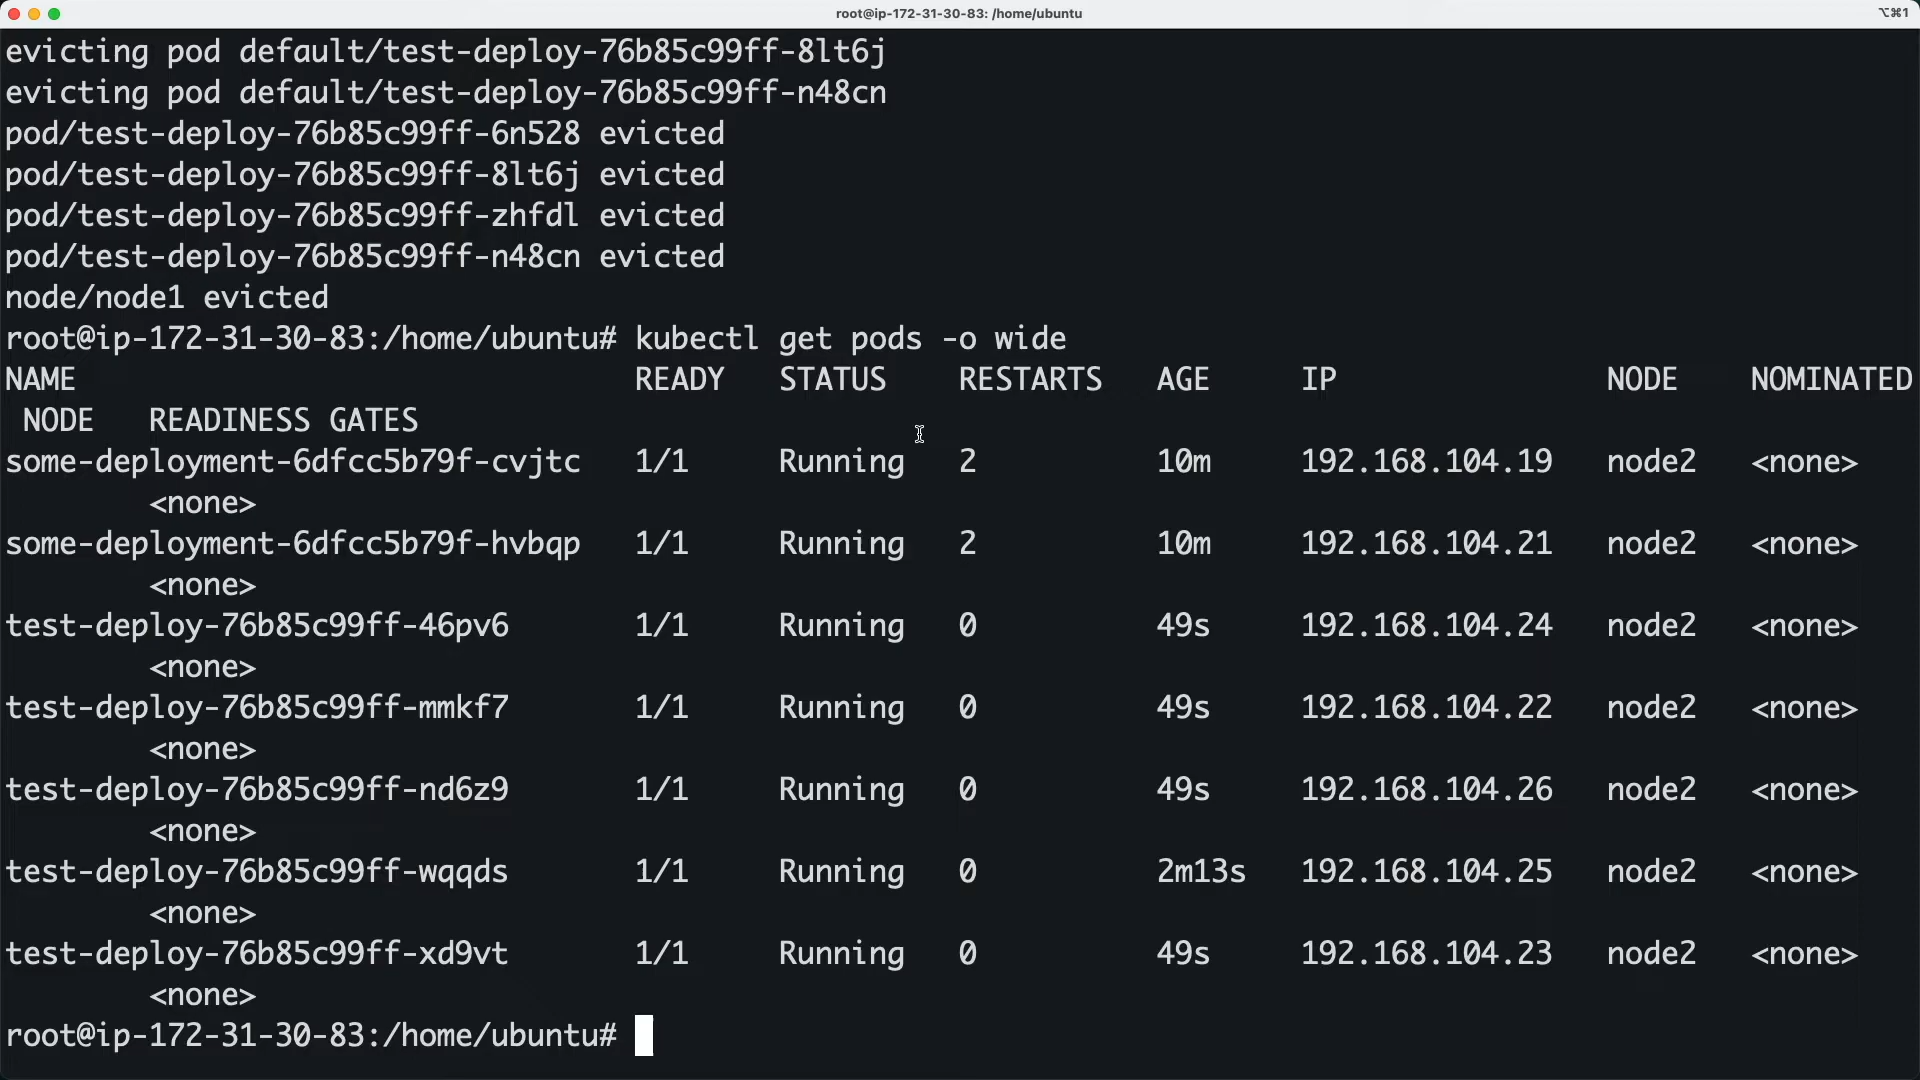 root@ip-172-31-30-83: /home/ubuntu
⌥⌘1
evicting pod default/test-deploy-76b85c99ff-8lt6j
evicting pod default/test-deploy-76b85c99ff-n48cn
pod/test-deploy-76b85c99ff-6n528 evicted
pod/test-deploy-76b85c99ff-8lt6j evicted
pod/test-deploy-76b85c99ff-zhfdl evicted
pod/test-deploy-76b85c99ff-n48cn evicted
node/node1 evicted
root@ip-172-31-30-83:/home/ubuntu# kubectl get pods -o wide
NAME                               READY   STATUS    RESTARTS   AGE     IP               NODE    NOMINATED
 NODE   READINESS GATES
some-deployment-6dfcc5b79f-cvjtc   1/1     Running   2          10m     192.168.104.19   node2   <none>
        <none>
some-deployment-6dfcc5b79f-hvbqp   1/1     Running   2          10m     192.168.104.21   node2   <none>
        <none>
test-deploy-76b85c99ff-46pv6       1/1     Running   0          49s     192.168.104.24   node2   <none>
        <none>
test-deploy-76b85c99ff-mmkf7       1/1     Running   0          49s     192.168.104.22   node2   <none>
        <none>
test-deploy-76b85c99ff-nd6z9       1/1     Running   0          49s     192.168.104.26   node2   <none>
        <none>
test-deploy-76b85c99ff-wqqds       1/1     Running   0          2m13s   192.168.104.25   node2   <none>
        <none>
test-deploy-76b85c99ff-xd9vt       1/1     Running   0          49s     192.168.104.23   node2   <none>
        <none>
root@ip-172-31-30-83:/home/ubuntu#